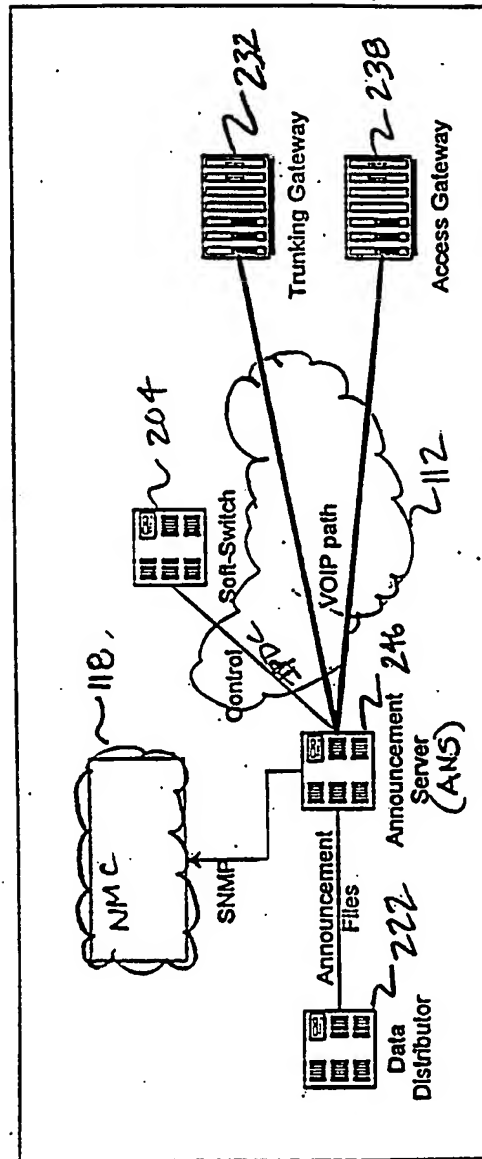 118
NMC
SNMP
204
Soft-Switch
Control
IPDC
232
Trunking Gateway
238
Access Gateway
VOIP path
112
246
Announcement
Server
(ANS)
Announcement
Files
222
Data
Distributor